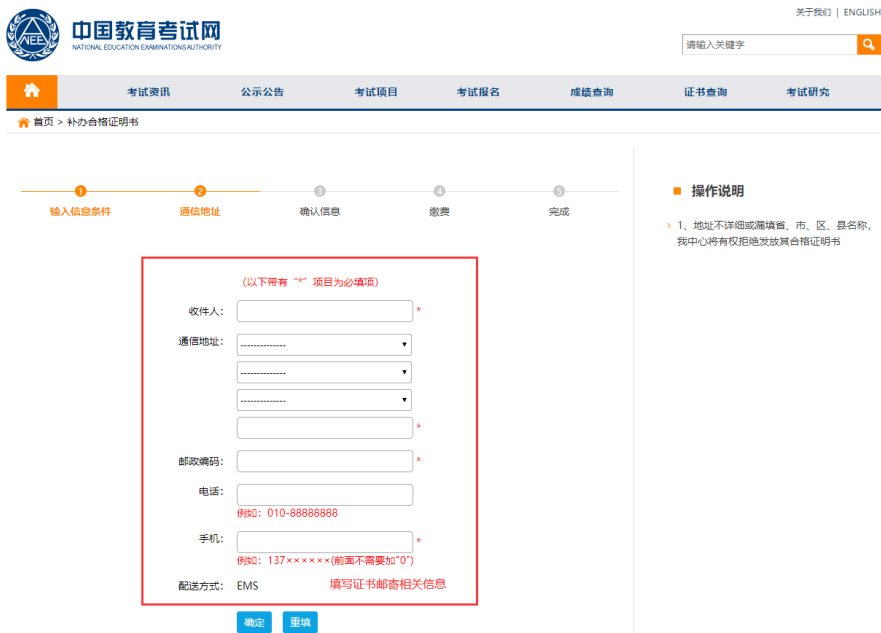 关于我们 | ENGLISH
NEE
中国教育考试网
NATIONAL EDUCATION EXAMINATIONS AUTHORITY
请输入关键字
考试资讯 公示公告 考试项目 考试报名 成绩查询 证书查询 考试研究
首页 > 补办合格证明书
1 2 3 4 5
输入信息条件 通信地址 确认信息 缴费 完成
操作说明
1、地址不详细或漏填省、市、区、县名称，
我中心将有权拒绝发放其合格证明书
(以下带有 "*" 项目为必填项)
收件人： *
通信地址： --------------
--------------
--------------
*
邮政编码： *
电话：
例如：010-88888888
手机： *
例如：137××××××(前面不需要加"0")
配送方式： EMS 填写证书邮寄相关信息
确定 重填